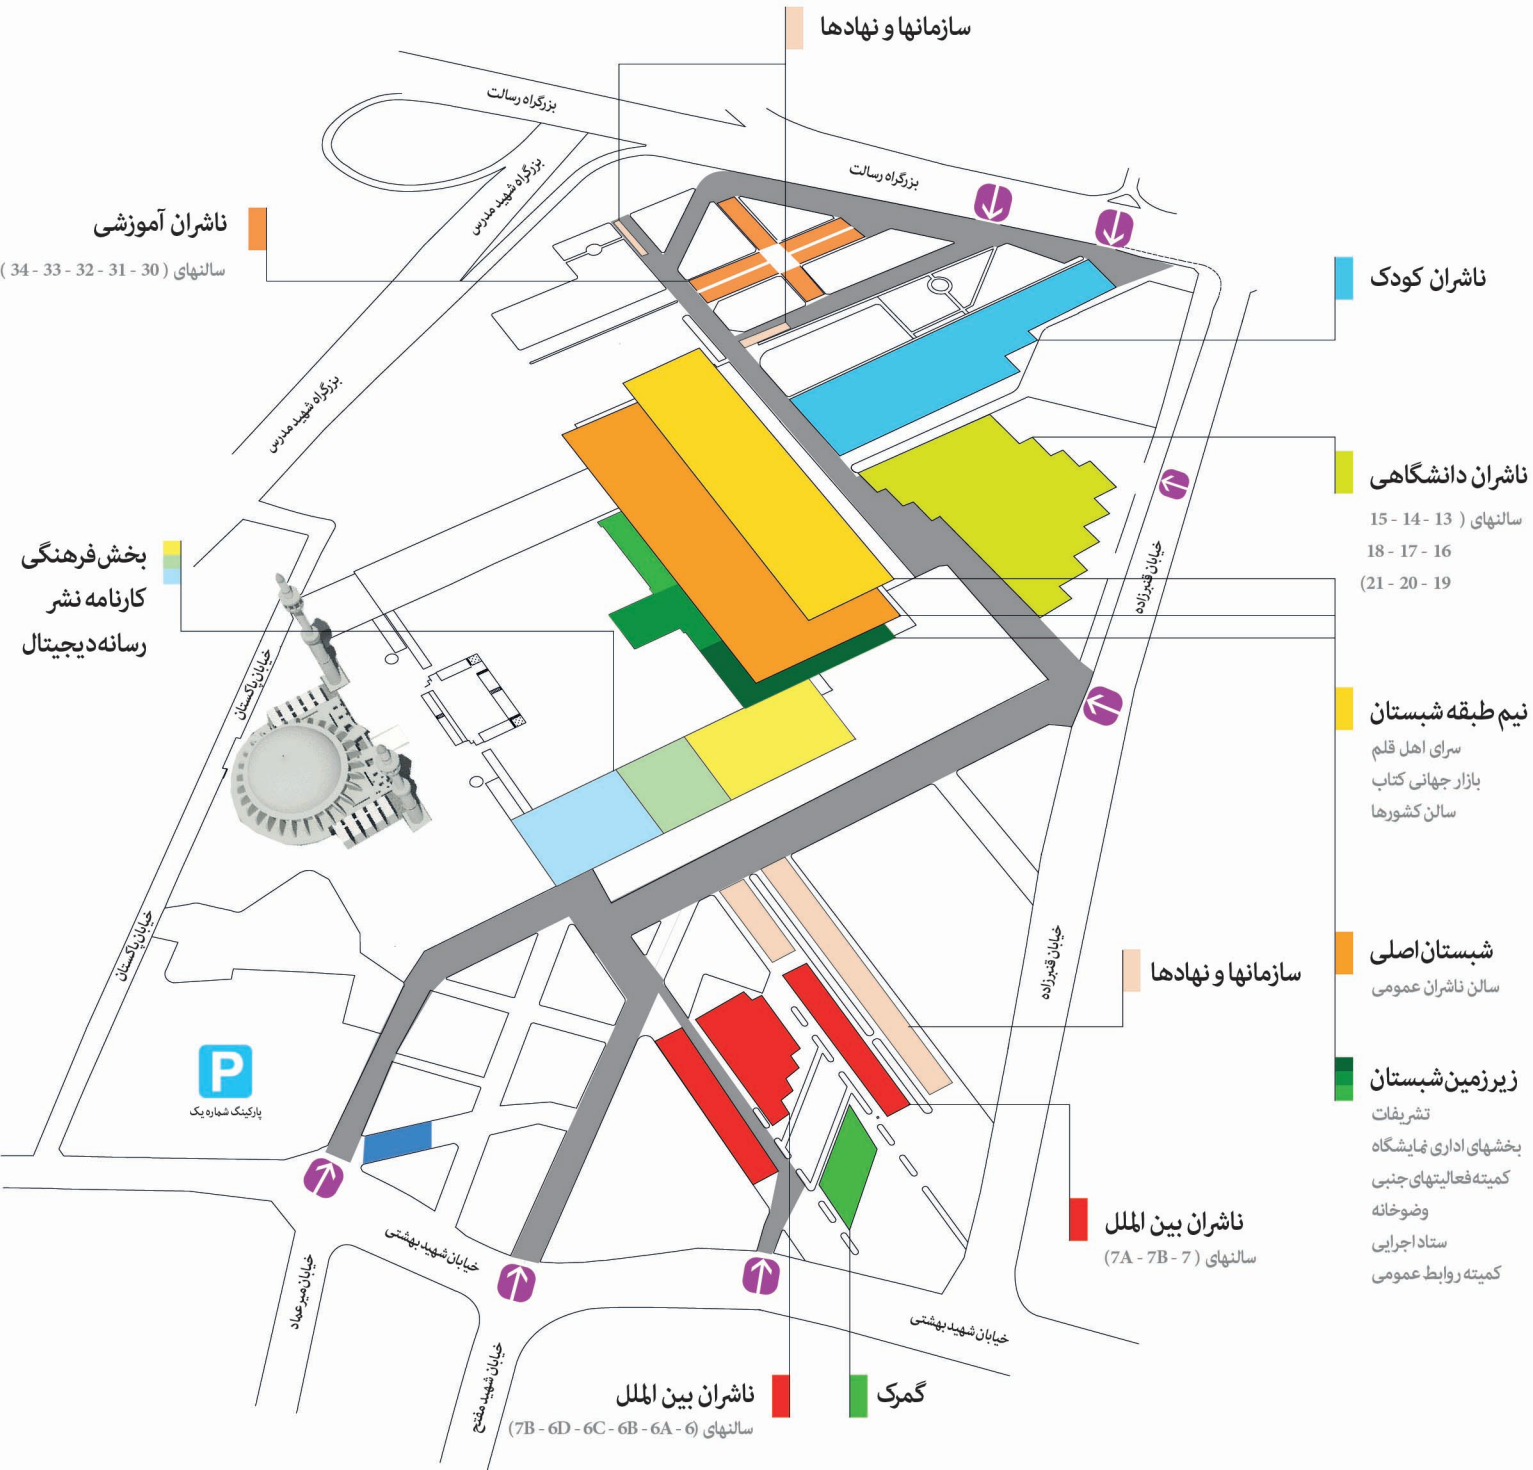 سازمانها و نهادها
بزرگراه رسالت
بزرگراه رسالت
بزرگراه شهید مدرس
ناشران آموزشی
سالنهای ( 30 - 31 - 32 - 33 - 34 )
ناشران کودک
بزرگراه شهید مدرس
ناشران دانشگاهی
سالنهای ( 13 - 14 - 15
16 - 17 - 18
19 - 20 - 21)
خیابان قنبرزاده
بخش فرهنگی
کارنامه نشر
رسانه دیجیتال
خیابان پاکستان
نیم طبقه شبستان
سرای اهل قلم
بازار جهانی کتاب
سالن کشورها
خیابان پاکستان
خیابان قنبرزاده
شبستان اصلی
سالن ناشران عمومی
سازمانها و نهادها
زیرزمین شبستان
تشریفات
بخشهای اداری نمایشگاه
کمیته فعالیتهای جنبی
وضوخانه
ستاد اجرایی
کمیته روابط عمومی
P
پارکینگ شماره یک
ناشران بین الملل
سالنهای ( 7 - 7A - 7B)
خیابان شهید بهشتی
خیابان میرعماد
خیابان شهید بهشتی
خیابان شهید مفتح
ناشران بین الملل
سالنهای (6 - 6A - 6B - 6C - 6D - 7B)
گمرک